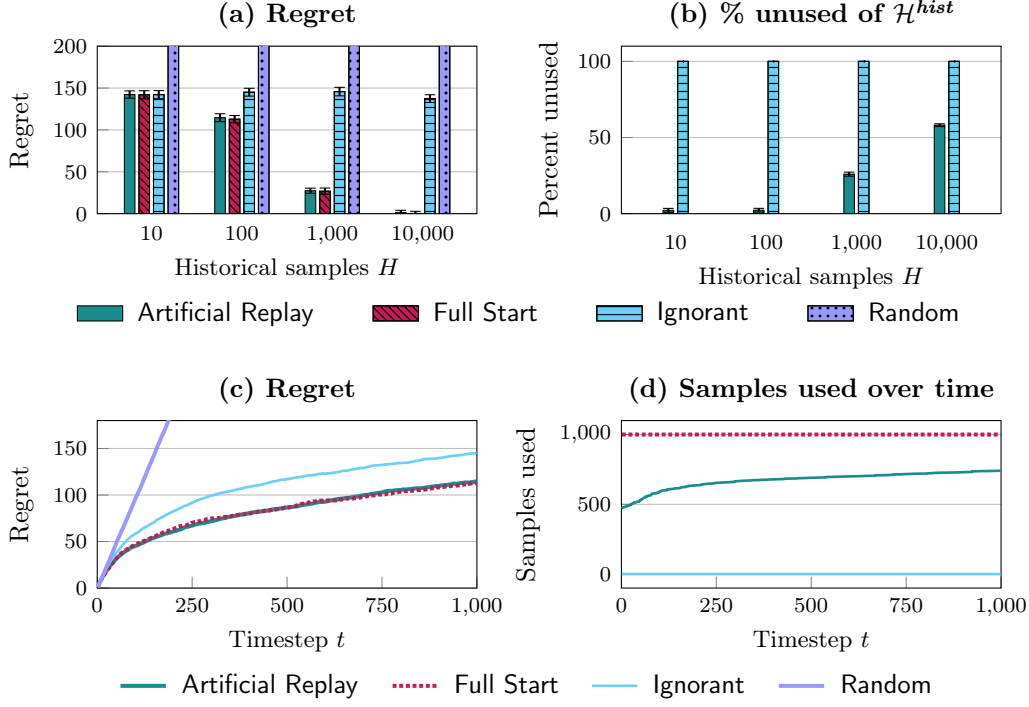 (a) Regret
200
150
100
50
0
Regret
10 100 1,000 10,000
Historical samples H
(b) % unused of ℋʰⁱˢᵗ
100
50
0
Percent unused
10 100 1,000 10,000
Historical samples H
Artificial Replay Full Start Ignorant Random
(c) Regret
150
100
50
0
Regret
0 250 500 750 1,000
Timestep t
(d) Samples used over time
1,000
500
0
Samples used
0 250 500 750 1,000
Timestep t
Artificial Replay Full Start Ignorant Random